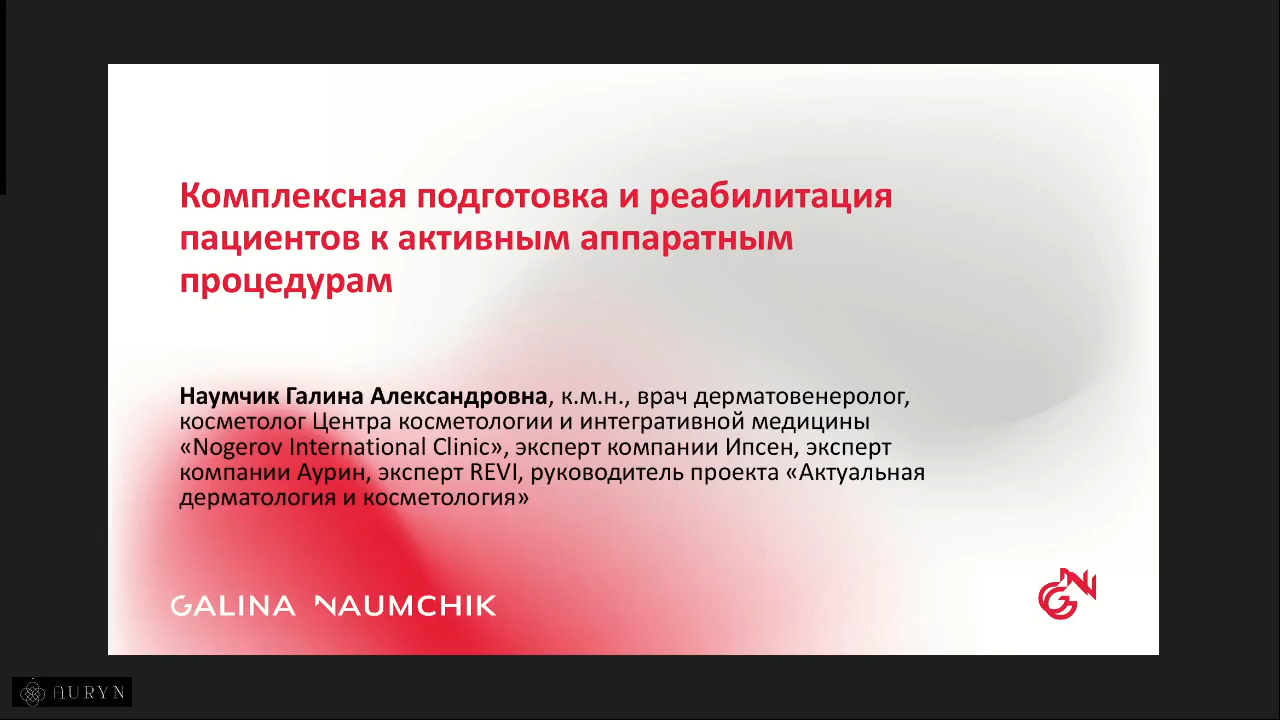 Комплексная подготовка и реабилитация
пациентов к активным аппаратным
процедурам
Наумчик Галина Александровна, к.м.н., врач дерматовенеролог,
косметолог Центра косметологии и интегративной медицины
«Nogerov International Clinic», эксперт компании Ипсен, эксперт
компании Аурин, эксперт REVI, руководитель проекта «Актуальная
дерматология и косметология»
GALINA NAUMCHIK
GN
AURYN